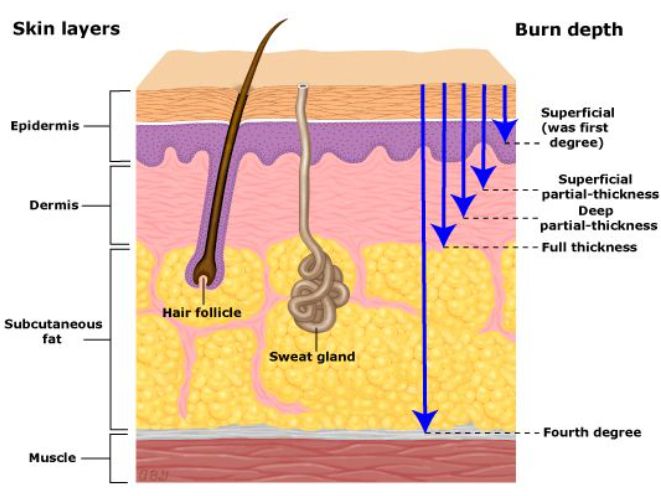 Skin layers
Burn depth
Epidermis
Dermis
Subcutaneous
fat
Muscle
Hair follicle
Sweat gland
Superficial
(was first
degree)
Superficial
partial-thickness
Deep
partial-thickness
Full thickness
Fourth degree